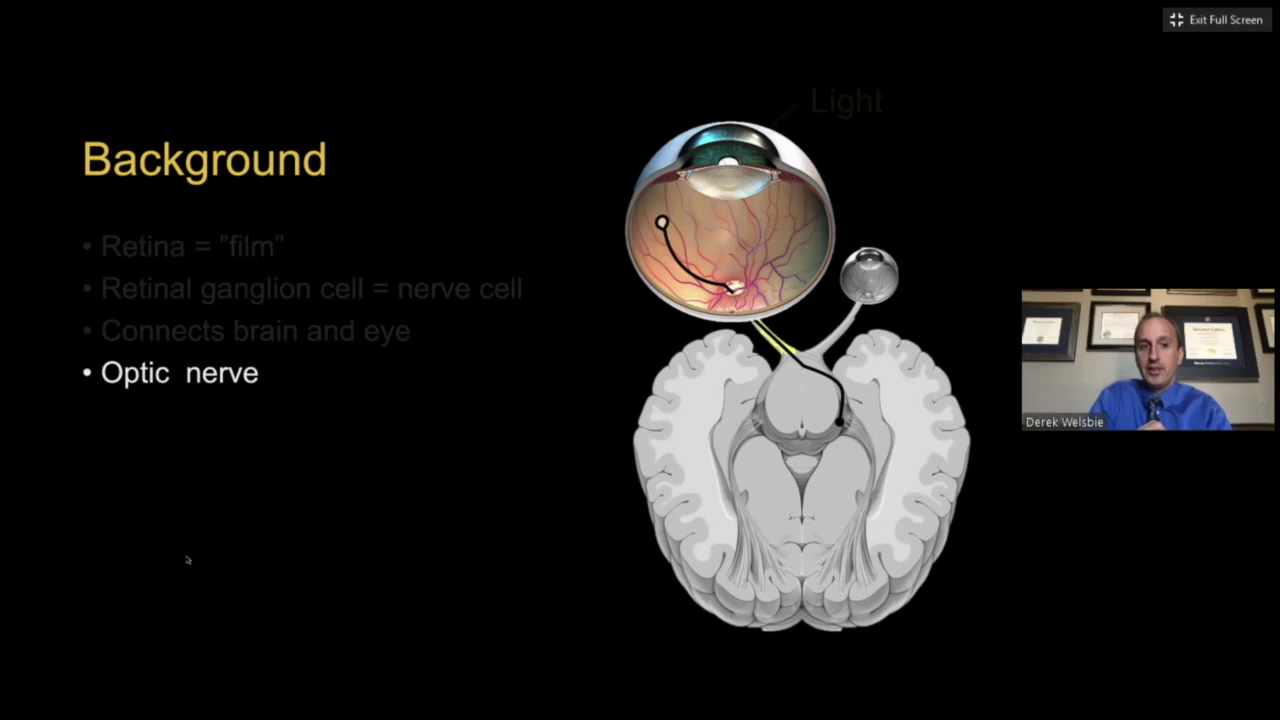 Exit Full Screen
Light
Background
• Retina = ”film”
• Retinal ganglion cell = nerve cell
• Connects brain and eye
• Optic nerve
Derek Welsbie